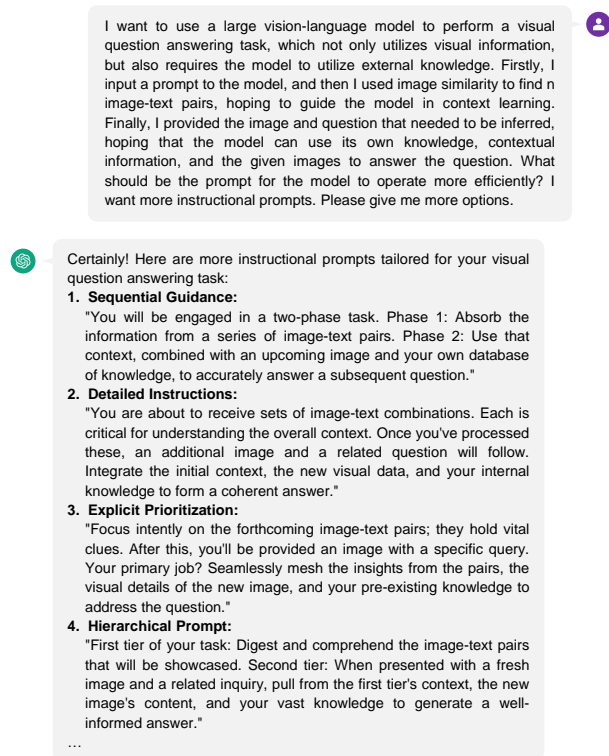 I want to use a large vision-language model to perform a visual
question answering task, which not only utilizes visual information,
but also requires the model to utilize external knowledge. Firstly, I
input a prompt to the model, and then I used image similarity to find n
image-text pairs, hoping to guide the model in context learning.
Finally, I provided the image and question that needed to be inferred,
hoping that the model can use its own knowledge, contextual
information, and the given images to answer the question. What
should be the prompt for the model to operate more efficiently? I
want more instructional prompts. Please give me more options.
Certainly! Here are more instructional prompts tailored for your visual
question answering task:
1. Sequential Guidance:
"You will be engaged in a two-phase task. Phase 1: Absorb the
information from a series of image-text pairs. Phase 2: Use that
context, combined with an upcoming image and your own database
of knowledge, to accurately answer a subsequent question."
2. Detailed Instructions:
"You are about to receive sets of image-text combinations. Each is
critical for understanding the overall context. Once you've processed
these, an additional image and a related question will follow.
Integrate the initial context, the new visual data, and your internal
knowledge to form a coherent answer."
3. Explicit Prioritization:
"Focus intently on the forthcoming image-text pairs; they hold vital
clues. After this, you'll be provided an image with a specific query.
Your primary job? Seamlessly mesh the insights from the pairs, the
visual details of the new image, and your pre-existing knowledge to
address the question."
4. Hierarchical Prompt:
"First tier of your task: Digest and comprehend the image-text pairs
that will be showcased. Second tier: When presented with a fresh
image and a related inquiry, pull from the first tier's context, the new
image's content, and your vast knowledge to generate a well-
informed answer."
…